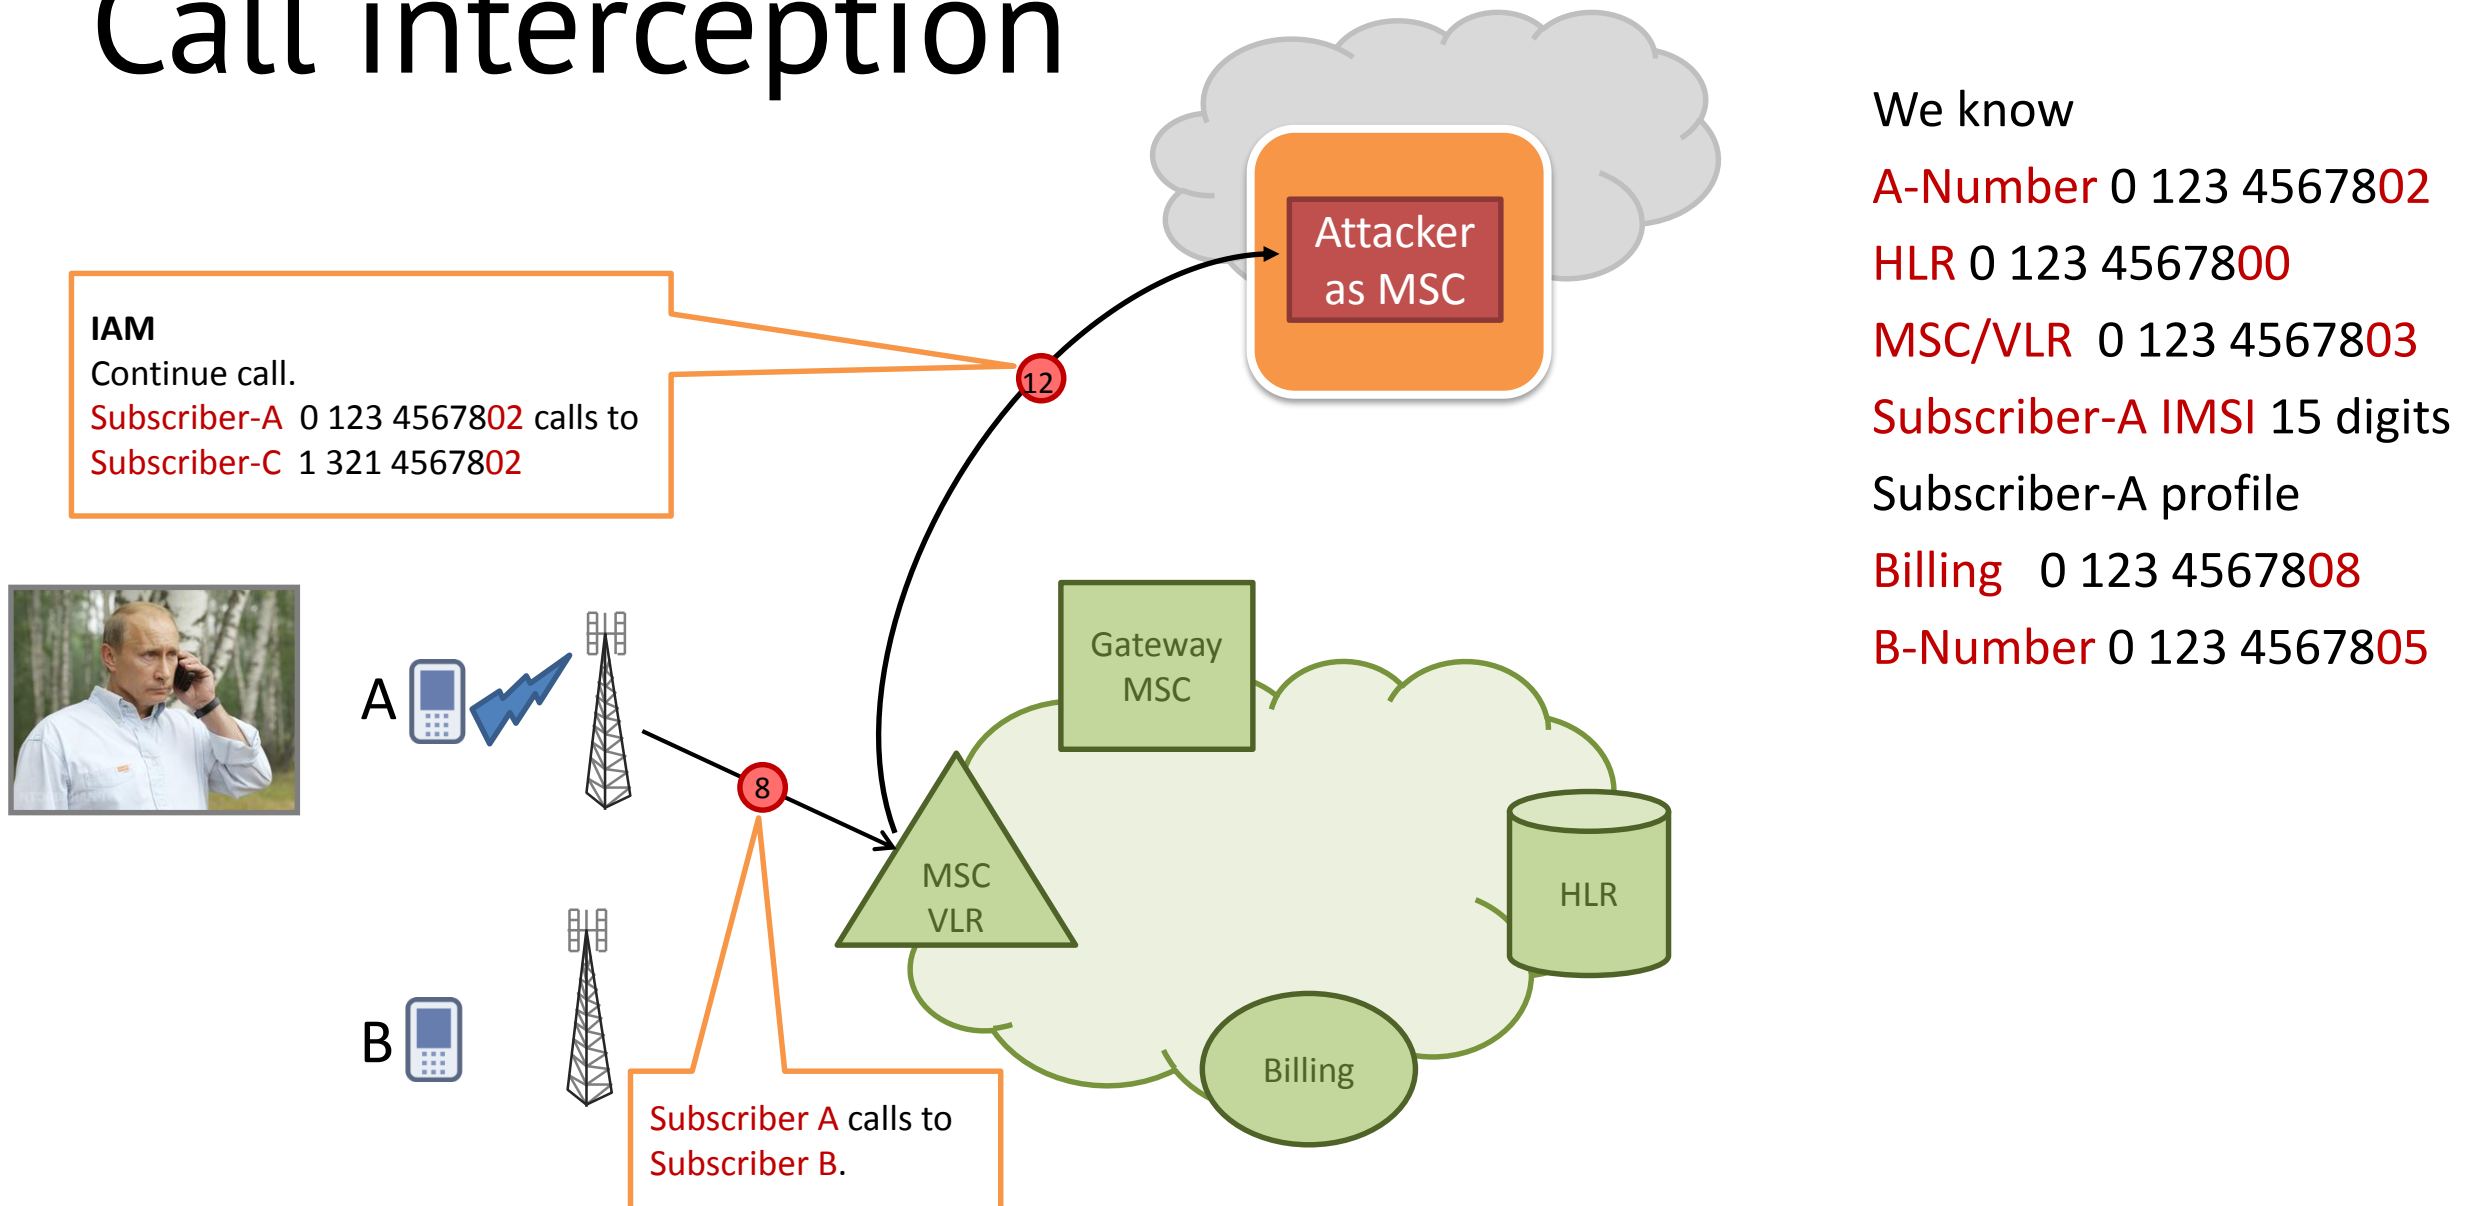 Call interception
We know
A-Number 0 123 4567802
HLR 0 123 4567800
MSC/VLR 0 123 4567803
Subscriber-A IMSI 15 digits
Subscriber-A profile
Billing 0 123 4567808
B-Number 0 123 4567805
Attacker
as MSC
IAM
Continue call.
Subscriber-A 0 123 4567802 calls to
Subscriber-C 1 321 4567802
12
Gateway
MSC
A
8
MSC
VLR
HLR
B
Billing
Subscriber A calls to
Subscriber B.